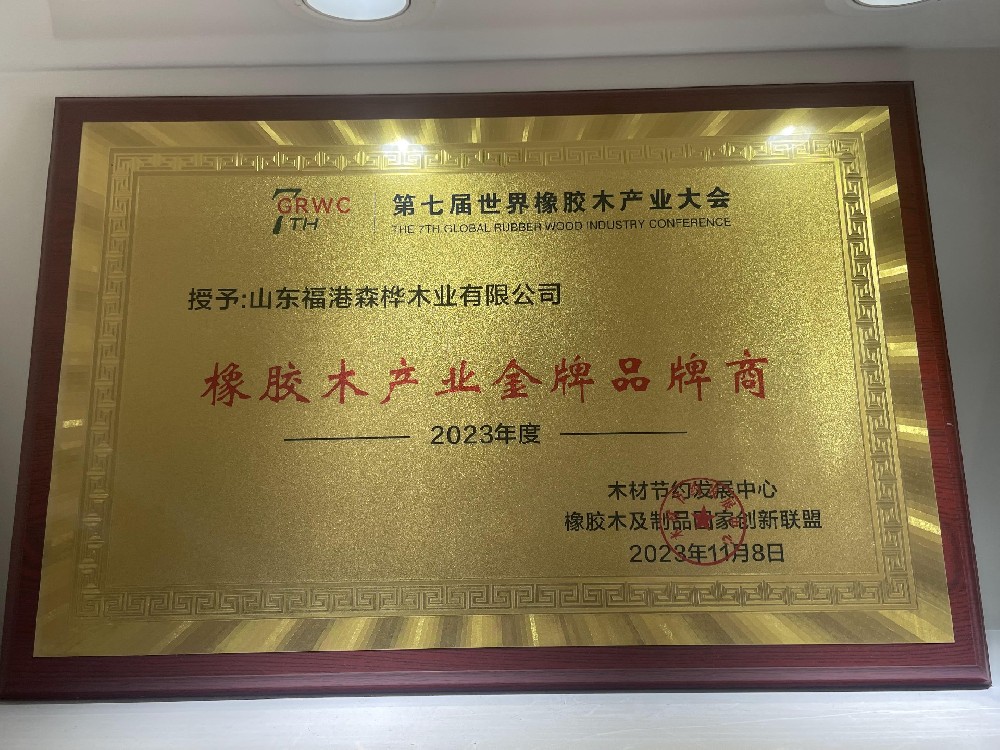 7TH GRWC
第七届世界橡胶木产业大会
THE 7TH GLOBAL RUBBER WOOD INDUSTRY CONFERENCE
授予:山东福港森桦木业有限公司
橡胶木产业金牌品牌商
2023年度
木材节约发展中心
橡胶木及制品国家创新联盟
2023年11月8日